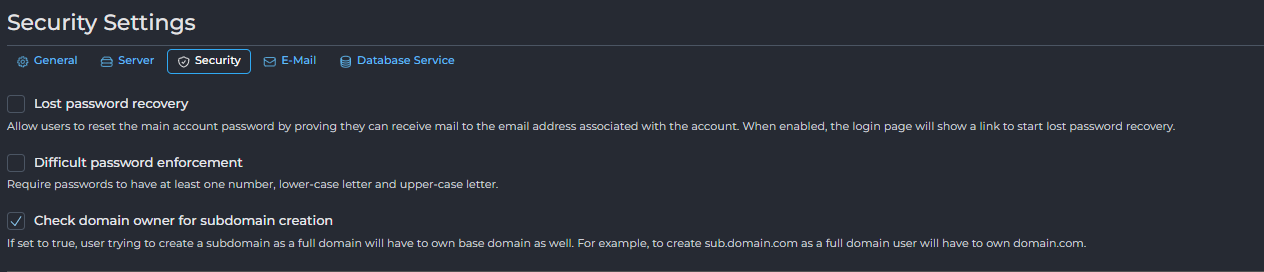 Security Settings
General Server Security E-Mail Database Service
Lost password recovery
Allow users to reset the main account password by proving they can receive mail to the email address associated with the account. When enabled, the login page will show a link to start lost password recovery.
Difficult password enforcement
Require passwords to have at least one number, lower-case letter and upper-case letter.
Check domain owner for subdomain creation
If set to true, user trying to create a subdomain as a full domain will have to own base domain as well. For example, to create sub.domain.com as a full domain user will have to own domain.com.